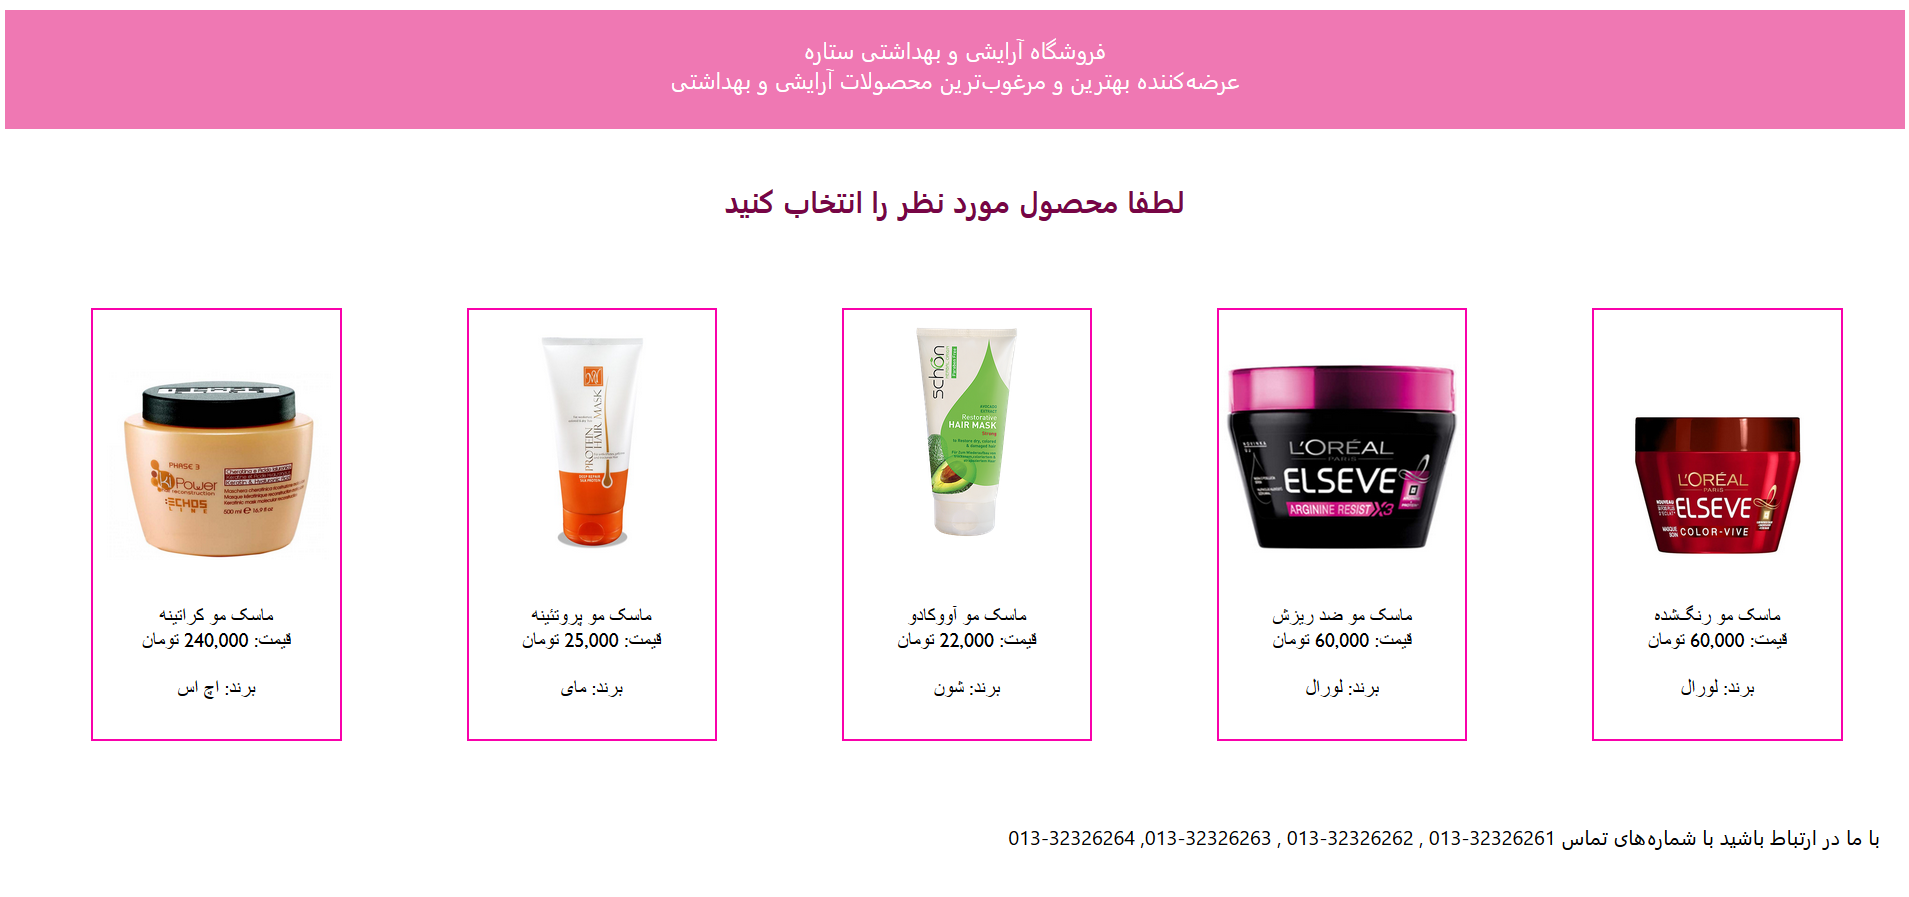 فروشگاه آرایشی و بهداشتی ستاره
عرضه‌کننده بهترین و مرغوب‌ترین محصولات آرایشی و بهداشتی
لطفا محصول مورد نظر را انتخاب کنید
L'ORÉAL
PARIS
ELSEVE
COLOR-VIVE
ماسک مو رنگ‌شده
قیمت: 60,000 تومان
برند: لورال
L'ORÉAL
PARIS
ELSEVE
ARGININE RESIST X3
ماسک مو ضد ریزش
قیمت: 60,000 تومان
برند: لورال
schön
Restorative
HAIR MASK
Strong
ماسک مو آووکادو
قیمت: 22,000 تومان
برند: شون
PROTEIN
HAIR MASK
ماسک مو پروتئینه
قیمت: 25,000 تومان
برند: مای
PHASE 3
Ki Power
reconstruction
ECHOS
LINE
500 ml e 16.9 fl oz
ماسک مو کراتینه
قیمت: 240,000 تومان
برند: اچ اس
با ما در ارتباط باشید با شماره‌های تماس 32326261-013 , 32326262-013 , 32326263-013, 32326264-013